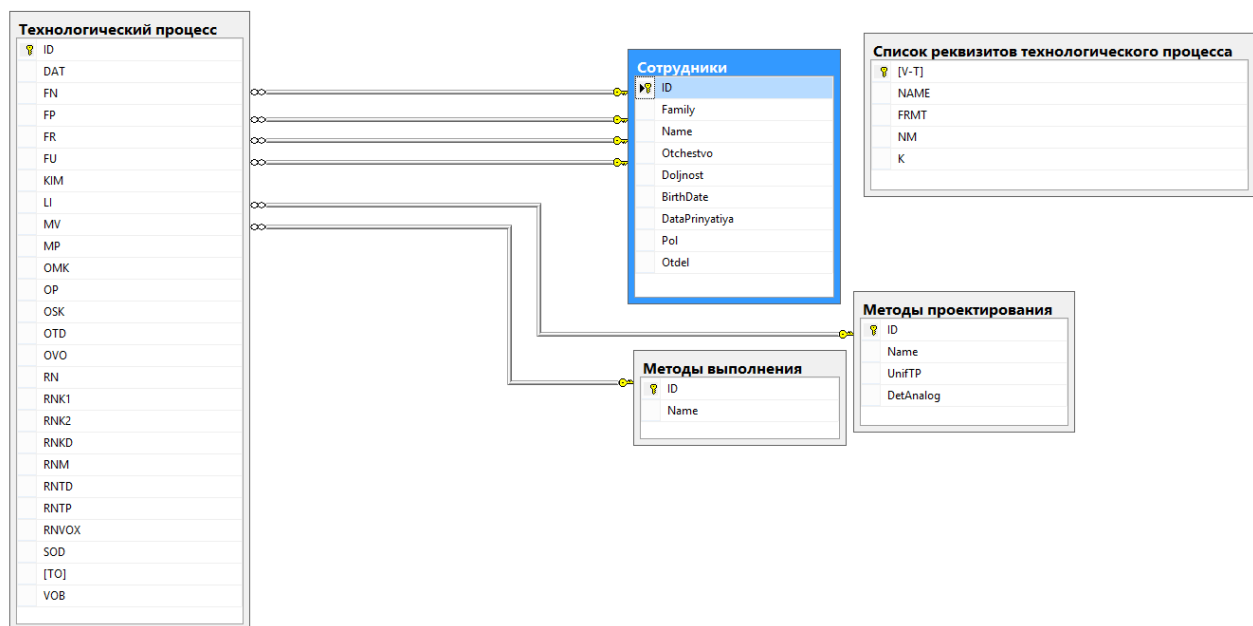 Технологический процесс
ID
DAT
FN
FP
FR
FU
KIM
LI
MV
MP
OMK
OP
OSK
OTD
OVO
RN
RNK1
RNK2
RNKD
RNM
RNTD
RNTP
RNVOX
SOD
[TO]
VOB
Сотрудники
ID
Family
Name
Otchestvo
Doljnost
BirthDate
DataPrinyatiya
Pol
Otdel
Список реквизитов технологического процесса
[V-T]
NAME
FRMT
NM
K
Методы выполнения
ID
Name
Методы проектирования
ID
Name
UnifTP
DetAnalog